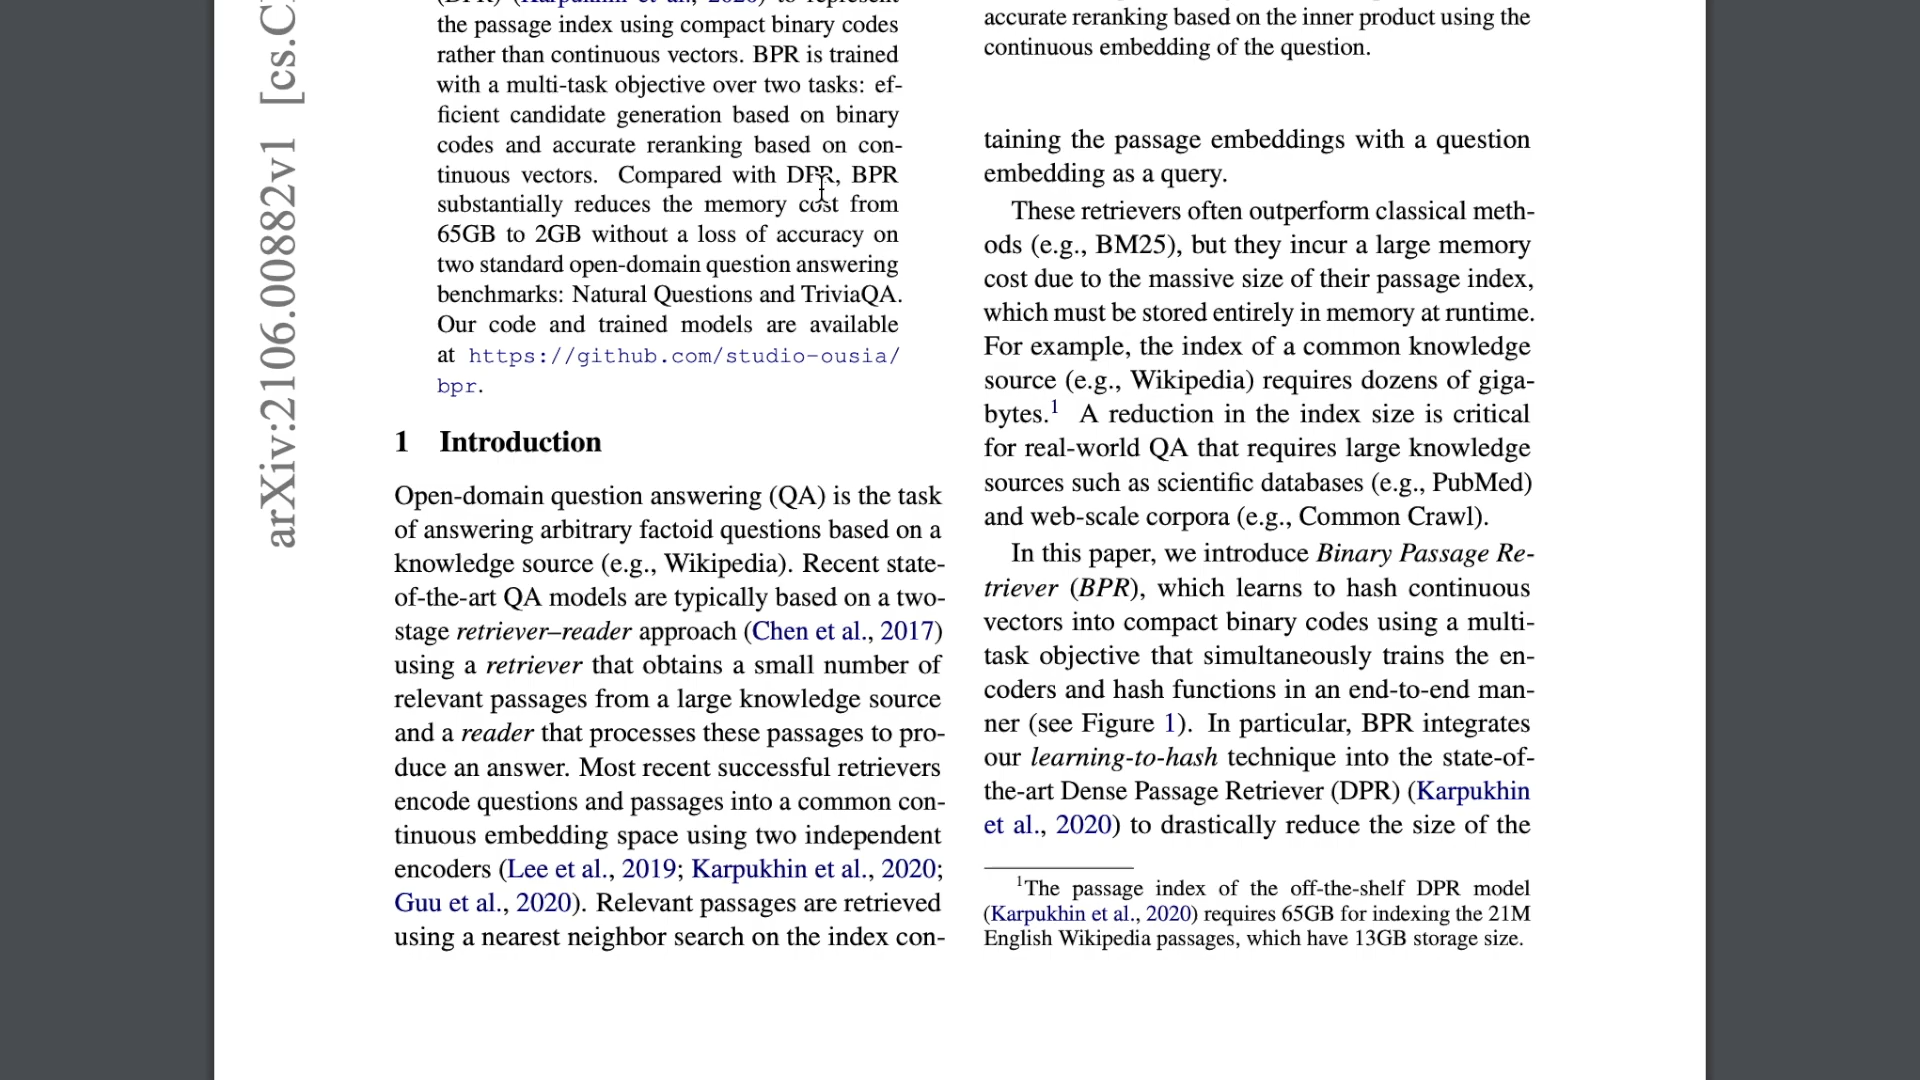 arXiv:2106.00882v1 [cs.C
the passage index using compact binary codes
rather than continuous vectors. BPR is trained
with a multi-task objective over two tasks: ef-
ficient candidate generation based on binary
codes and accurate reranking based on con-
tinuous vectors. Compared with DPR, BPR
substantially reduces the memory cost from
65GB to 2GB without a loss of accuracy on
two standard open-domain question answering
benchmarks: Natural Questions and TriviaQA.
Our code and trained models are available
at https://github.com/studio-ousia/
bpr.
1 Introduction
Open-domain question answering (QA) is the task
of answering arbitrary factoid questions based on a
knowledge source (e.g., Wikipedia). Recent state-
of-the-art QA models are typically based on a two-
stage retriever–reader approach (Chen et al., 2017)
using a retriever that obtains a small number of
relevant passages from a large knowledge source
and a reader that processes these passages to pro-
duce an answer. Most recent successful retrievers
encode questions and passages into a common con-
tinuous embedding space using two independent
encoders (Lee et al., 2019; Karpukhin et al., 2020;
Guu et al., 2020). Relevant passages are retrieved
using a nearest neighbor search on the index con-
accurate reranking based on the inner product using the
continuous embedding of the question.
taining the passage embeddings with a question
embedding as a query.
These retrievers often outperform classical meth-
ods (e.g., BM25), but they incur a large memory
cost due to the massive size of their passage index,
which must be stored entirely in memory at runtime.
For example, the index of a common knowledge
source (e.g., Wikipedia) requires dozens of giga-
bytes.1 A reduction in the index size is critical
for real-world QA that requires large knowledge
sources such as scientific databases (e.g., PubMed)
and web-scale corpora (e.g., Common Crawl).
In this paper, we introduce Binary Passage Re-
triever (BPR), which learns to hash continuous
vectors into compact binary codes using a multi-
task objective that simultaneously trains the en-
coders and hash functions in an end-to-end man-
ner (see Figure 1). In particular, BPR integrates
our learning-to-hash technique into the state-of-
the-art Dense Passage Retriever (DPR) (Karpukhin
et al., 2020) to drastically reduce the size of the
1The passage index of the off-the-shelf DPR model
(Karpukhin et al., 2020) requires 65GB for indexing the 21M
English Wikipedia passages, which have 13GB storage size.